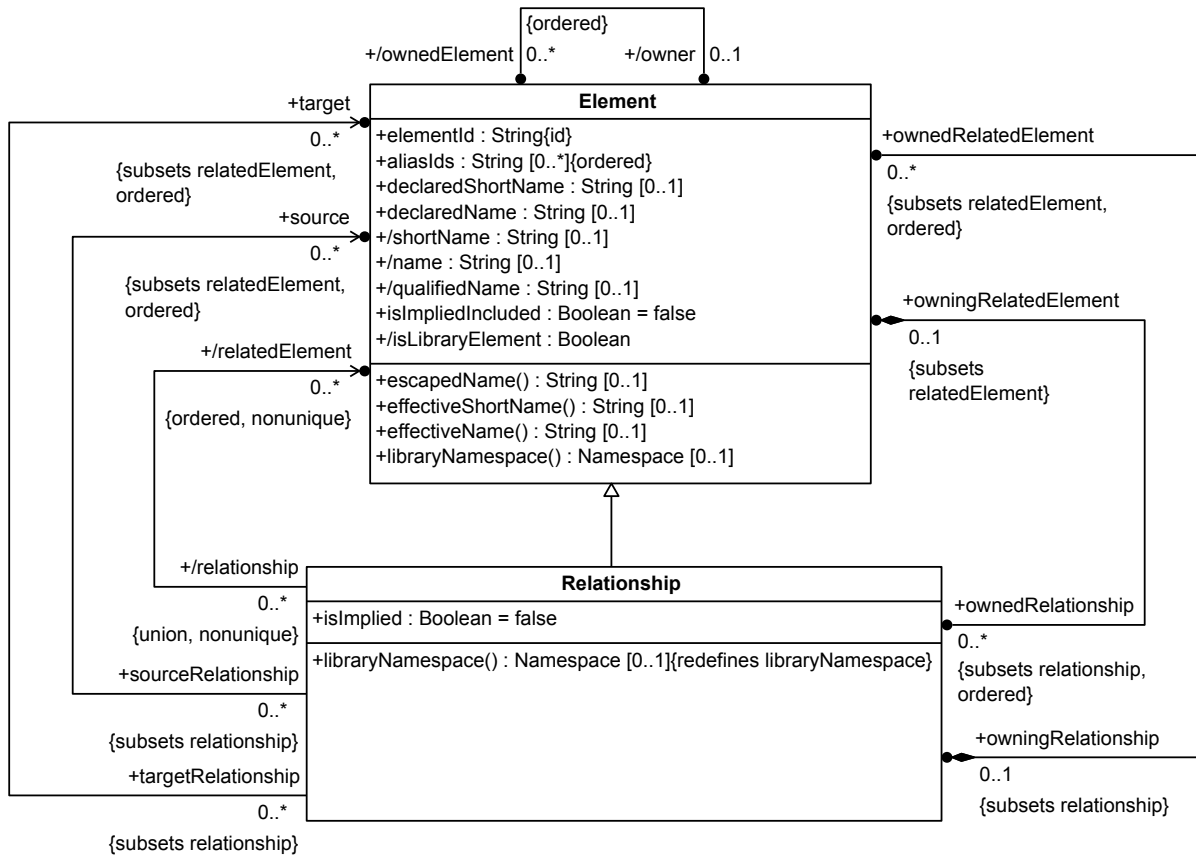 {ordered}
+/ownedElement 0..* +/owner 0..1
Element
+elementId : String{id}
+aliasIds : String [0..*]{ordered}
+declaredShortName : String [0..1]
+declaredName : String [0..1]
+/shortName : String [0..1]
+/name : String [0..1]
+/qualifiedName : String [0..1]
+isImpliedIncluded : Boolean = false
+/isLibraryElement : Boolean
+escapedName() : String [0..1]
+effectiveShortName() : String [0..1]
+effectiveName() : String [0..1]
+libraryNamespace() : Namespace [0..1]
+target
0..*
{subsets relatedElement,
ordered}
+source
0..*
{subsets relatedElement,
ordered}
+/relatedElement
0..*
{ordered, nonunique}
+ownedRelatedElement
0..*
{subsets relatedElement,
ordered}
+owningRelatedElement
0..1
{subsets
relatedElement}
+/relationship
0..*
{union, nonunique}
+sourceRelationship
0..*
{subsets relationship}
+targetRelationship
0..*
{subsets relationship}
Relationship
+isImplied : Boolean = false
+libraryNamespace() : Namespace [0..1]{redefines libraryNamespace}
+ownedRelationship
0..*
{subsets relationship,
ordered}
+owningRelationship
0..1
{subsets relationship}